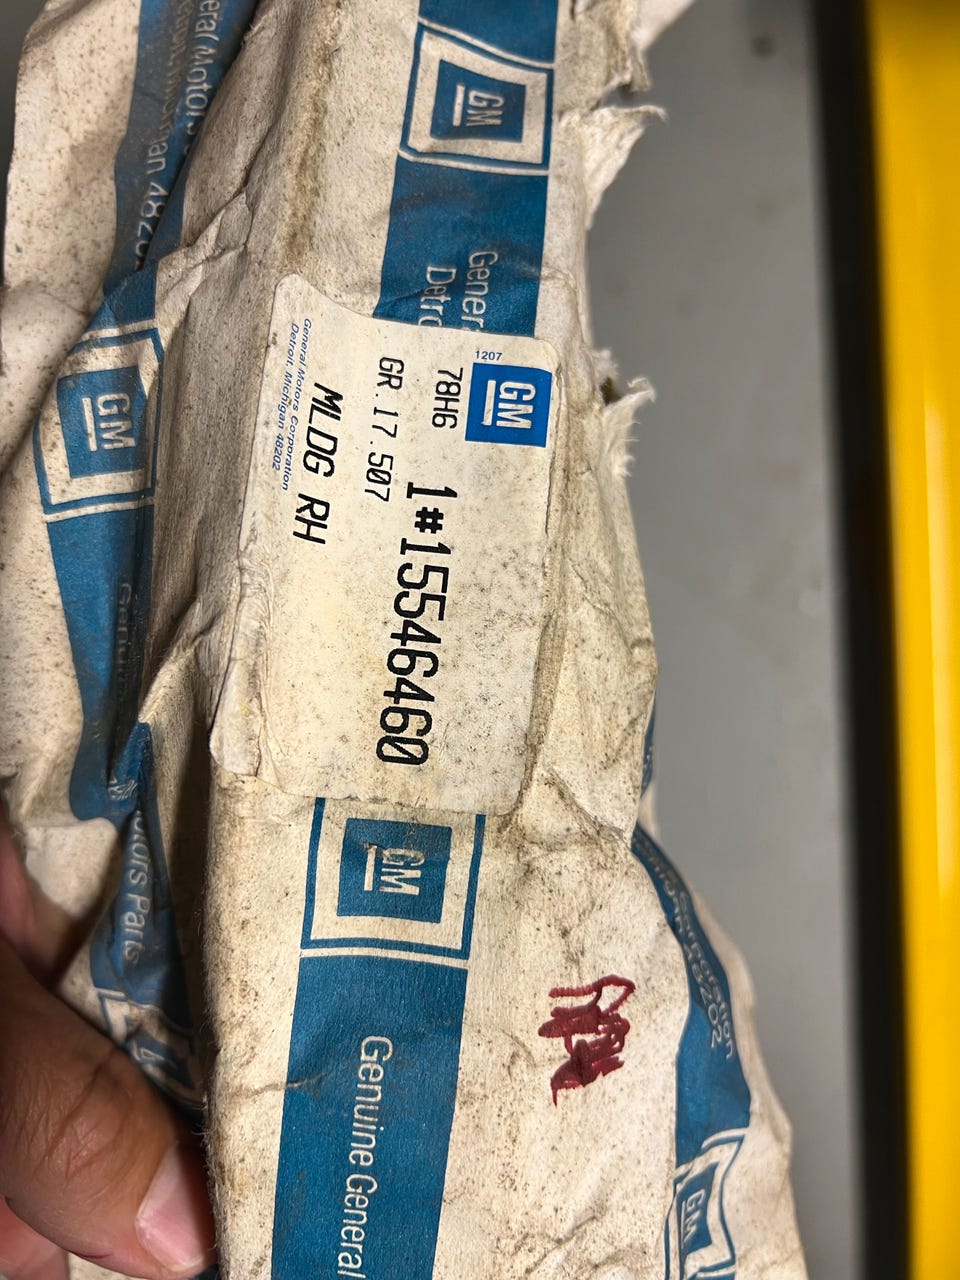 GM
1207
78H6
1#15546460
GR.17.507
MLDG RH
General Motors Corporation
Detroit, Michigan 48202
GM
GM
GM
Genuine General
GM